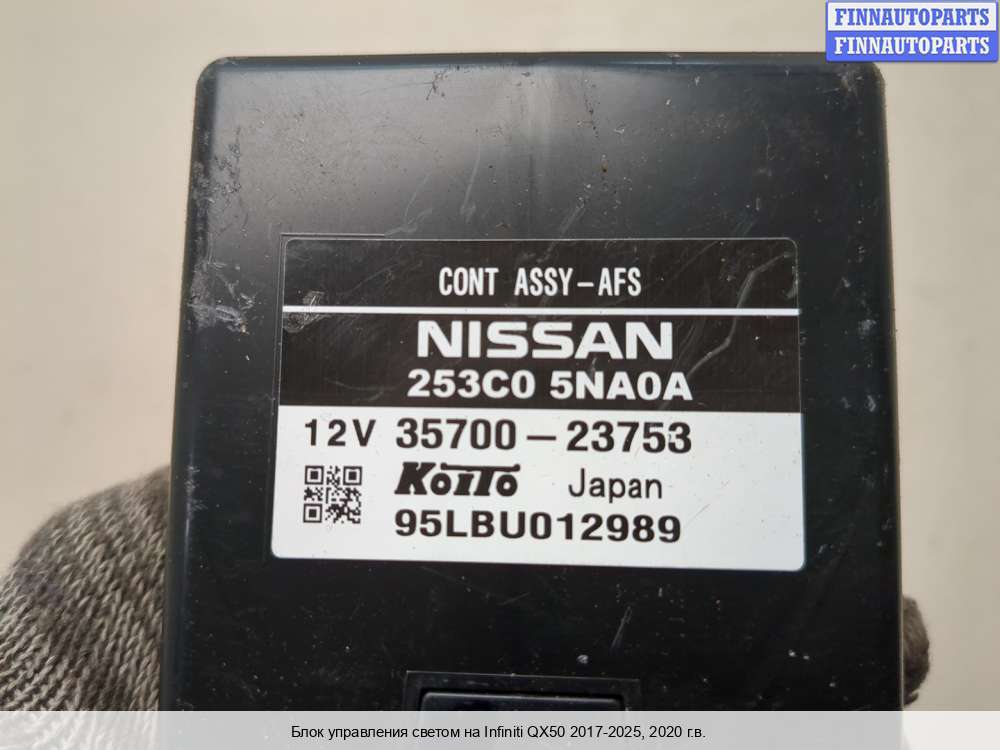 FINNAUTOPARTS
FINNAUTOPARTS
CONT ASSY-AFS
NISSAN
253C0 5NA0A
12V 35700-23753
KOITO Japan
95LBU012989
Блок управления светом на Infiniti QX50 2017-2025, 2020 г.в.